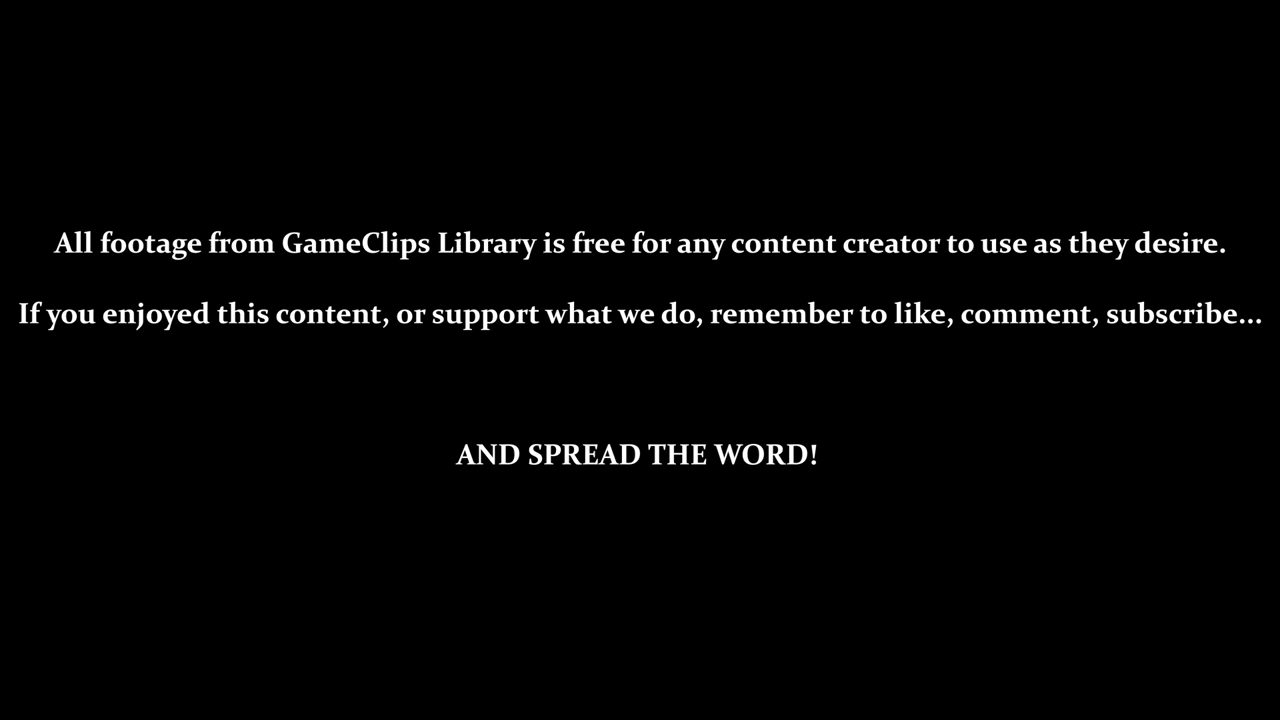 All footage from GameClips Library is free for any content creator to use as they desire.
If you enjoyed this content, or support what we do, remember to like, comment, subscribe...
AND SPREAD THE WORD!